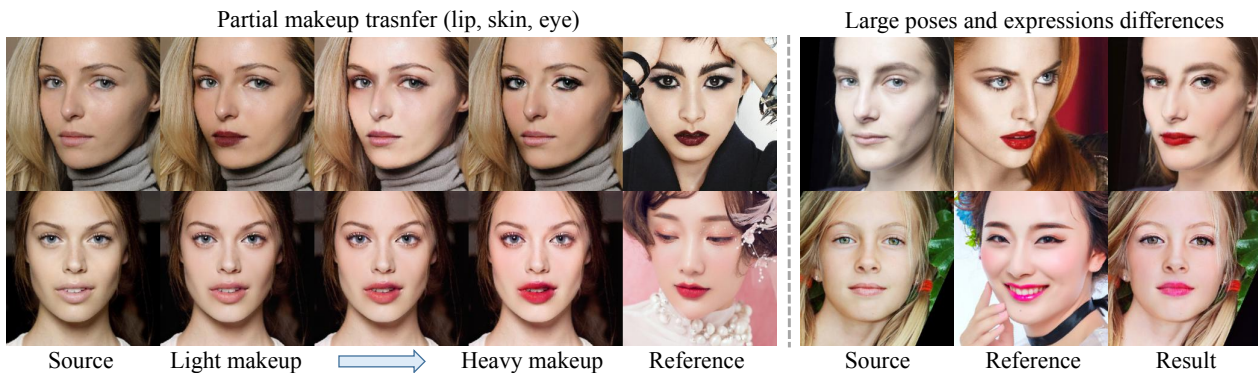 Partial makeup trasnfer (lip, skin, eye)
Large poses and expressions differences
Source Light makeup Heavy makeup Reference
Source Reference Result